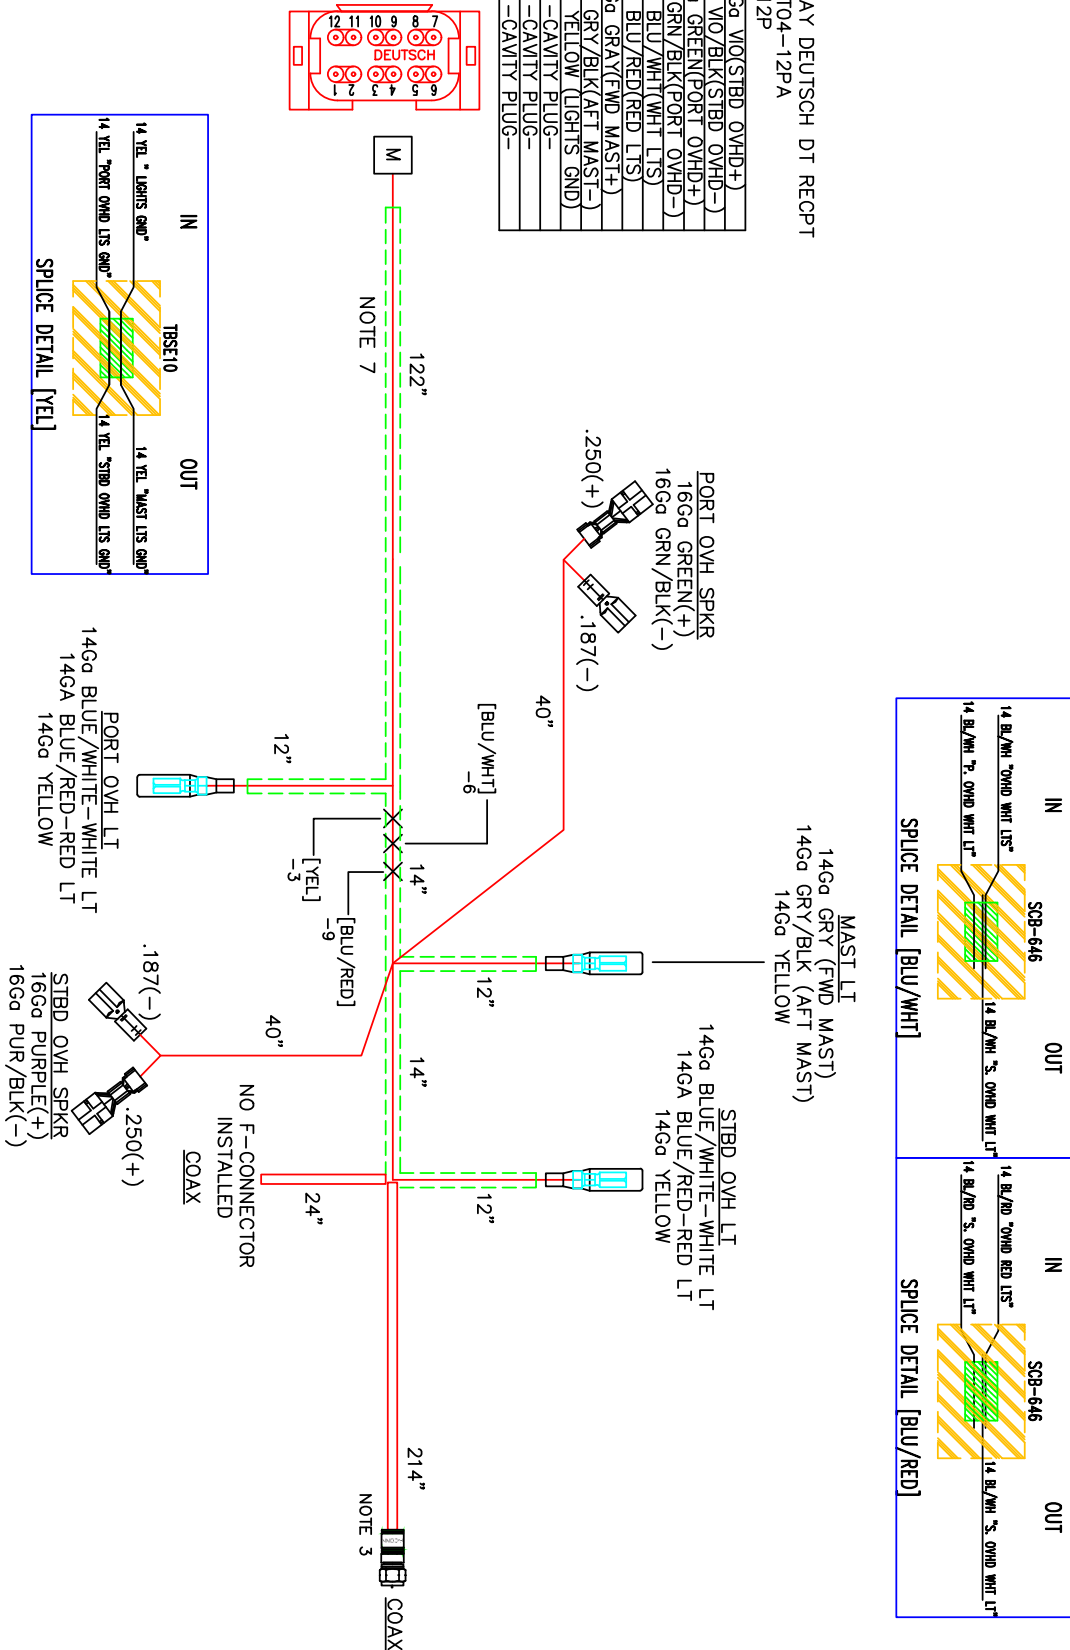 AY DEUTSCH DT RECPT
T04-12PA
12P
Ga VIO(STBD OVHD+)
VIO/BLK(STBD OVHD-)
GREEN(PORT OVHD+)
GRN/BLK(PORT OVHD-)
BLU/WHT(WHT LTS)
BLU/RED(RED LTS)
Ga GRAY(FWD MAST+)
GRY/BLK(AFT MAST-)
YELLOW (LIGHTS GND)
-CAVITY PLUG-
-CAVITY PLUG-
-CAVITY PLUG-
12 11 10 9 8 7
DEUTSCH
1 2 3 4 5 6
M
122"
NOTE 7
IN
OUT
TBSE10
14 YEL " LIGHTS GND"
14 YEL "MAST LTS GND"
14 YEL "PORT OVHD LTS GND"
14 YEL "STBD OVHD LTS GND"
SPLICE DETAIL [YEL]
PORT OVH SPKR
16Ga GREEN(+)
16Ga GRN/BLK(-)
.250(+)
.187(-)
40"
[BLU/WHT]
-6
[YEL]
-3
[BLU/RED]
-9
14"
12"
PORT OVH LT
14Ga BLUE/WHITE-WHITE LT
14GA BLUE/RED-RED LT
14Ga YELLOW
MAST LT
14Ga GRY (FWD MAST)
14Ga GRY/BLK (AFT MAST)
14Ga YELLOW
12"
14"
40"
.187(-)
.250(+)
STBD OVH SPKR
16Ga PURPLE(+)
16Ga PUR/BLK(-)
STBD OVH LT
14Ga BLUE/WHITE-WHITE LT
14GA BLUE/RED-RED LT
14Ga YELLOW
12"
24"
NO F-CONNECTOR
INSTALLED
COAX
214"
NOTE 3
COAX
IN
OUT
SCB-646
14 BL/WH "OVHD WHT LTS"
14 BL/WH "P. OVHD WHT LT"
14 BL/WH "S. OVHD WHT LT"
SPLICE DETAIL [BLU/WHT]
IN
OUT
SCB-646
14 BL/RD "OVHD RED LTS"
14 BL/RD "S. OVHD WHT LT"
14 BL/WH "S. OVHD WHT LT"
SPLICE DETAIL [BLU/RED]